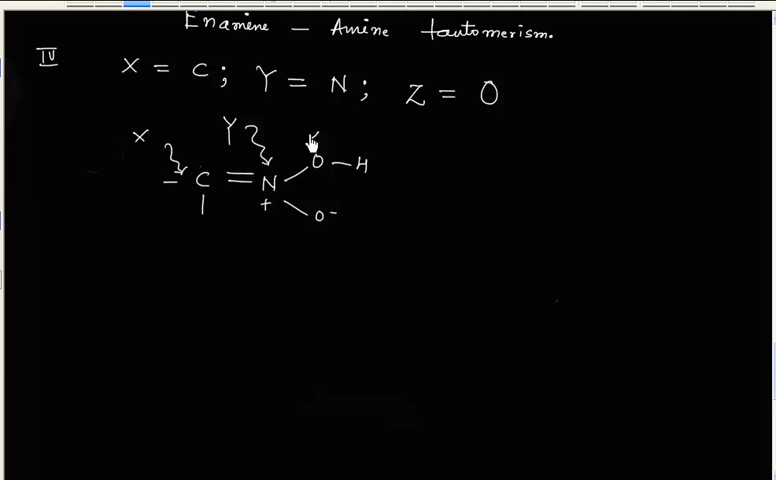 Enamine – Amine tautomerism.
IV
X = C ; Y = N ; Z = O
X Y
– C = N – O – H
+ O-